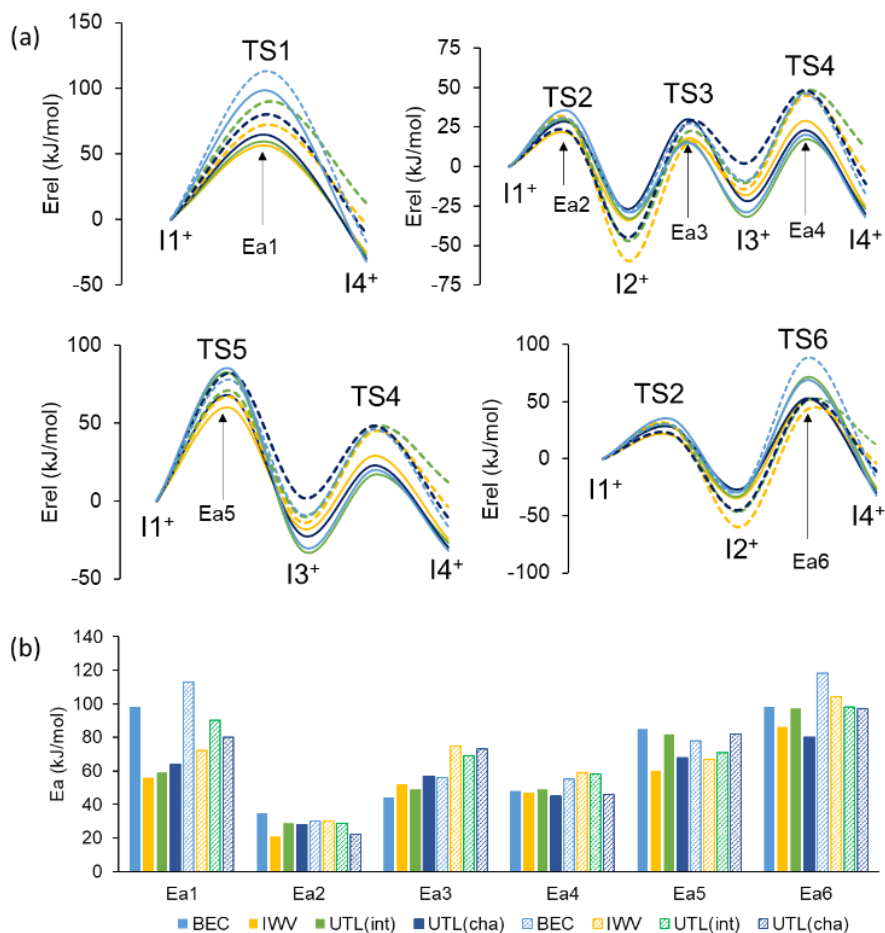 (a)
Erel (kJ/mol)
150
100
50
0
-50
TS1
I1+
Ea1
I4+
Erel (kJ/mol)
75
50
25
0
-25
-50
-75
TS2
TS3
TS4
I1+
Ea2
I2+
Ea3
I3+
Ea4
I4+
Erel (kJ/mol)
100
50
0
-50
TS5
TS4
I1+
Ea5
I3+
I4+
Erel (kJ/mol)
100
50
0
-50
-100
TS2
TS6
I1+
I2+
Ea6
I4+
(b)
Ea (kJ/mol)
140
120
100
80
60
40
20
0
Ea1 Ea2 Ea3 Ea4 Ea5 Ea6
BEC IWV UTL(int) UTL(cha) BEC IWV UTL(int) UTL(cha)